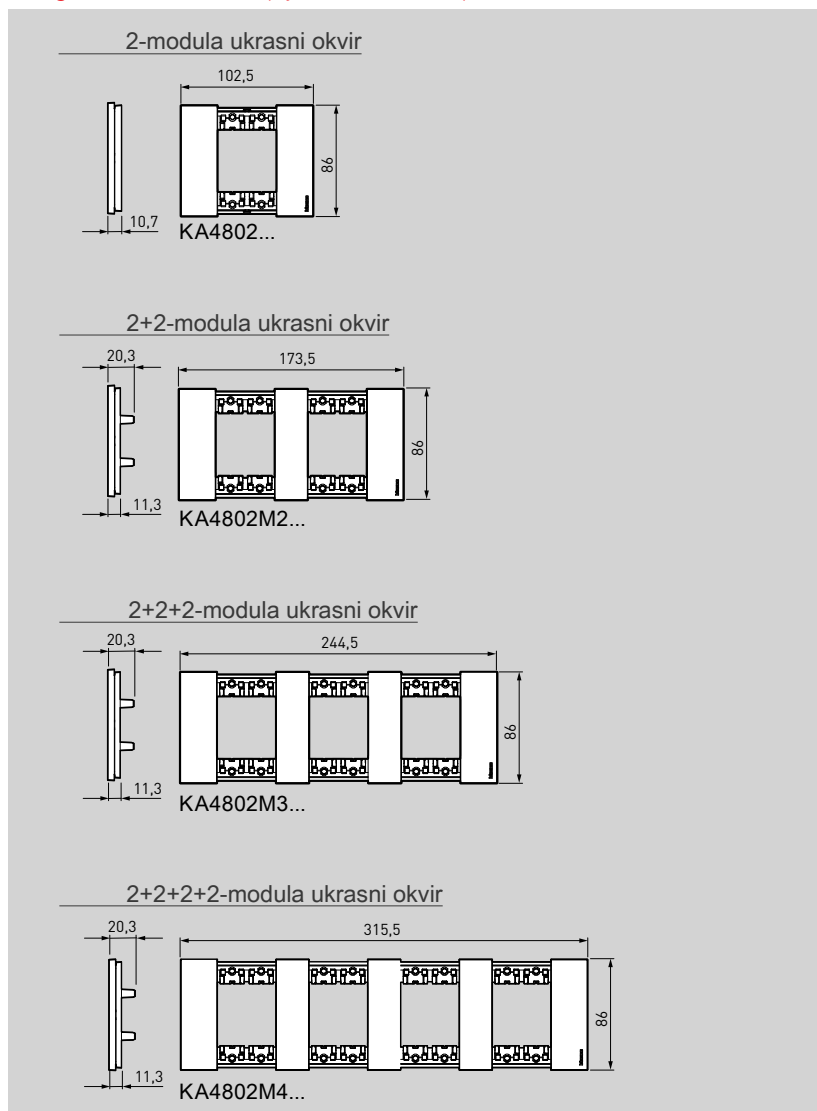 2-modula ukrasni okvir
102,5
86
10,7
KA4802...
2+2-modula ukrasni okvir
20,3
173,5
86
11,3
KA4802M2...
2+2+2-modula ukrasni okvir
20,3
244,5
86
11,3
KA4802M3...
2+2+2+2-modula ukrasni okvir
20,3
315,5
86
11,3
KA4802M4...